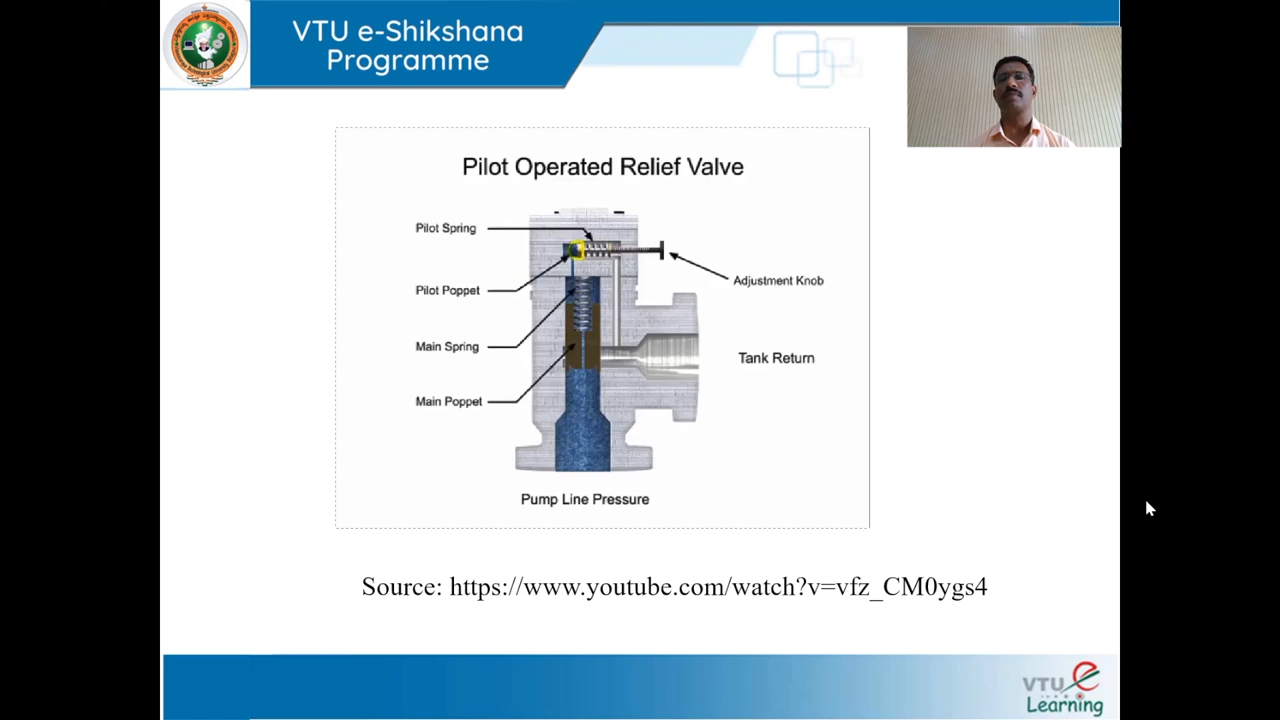 VTU e-Shikshana
Programme
Pilot Operated Relief Valve
Pilot Spring
Adjustment Knob
Pilot Poppet
Main Spring
Tank Return
Main Poppet
Pump Line Pressure
Source: https://www.youtube.com/watch?v=vfz_CM0ygs4
VTU e
Learning